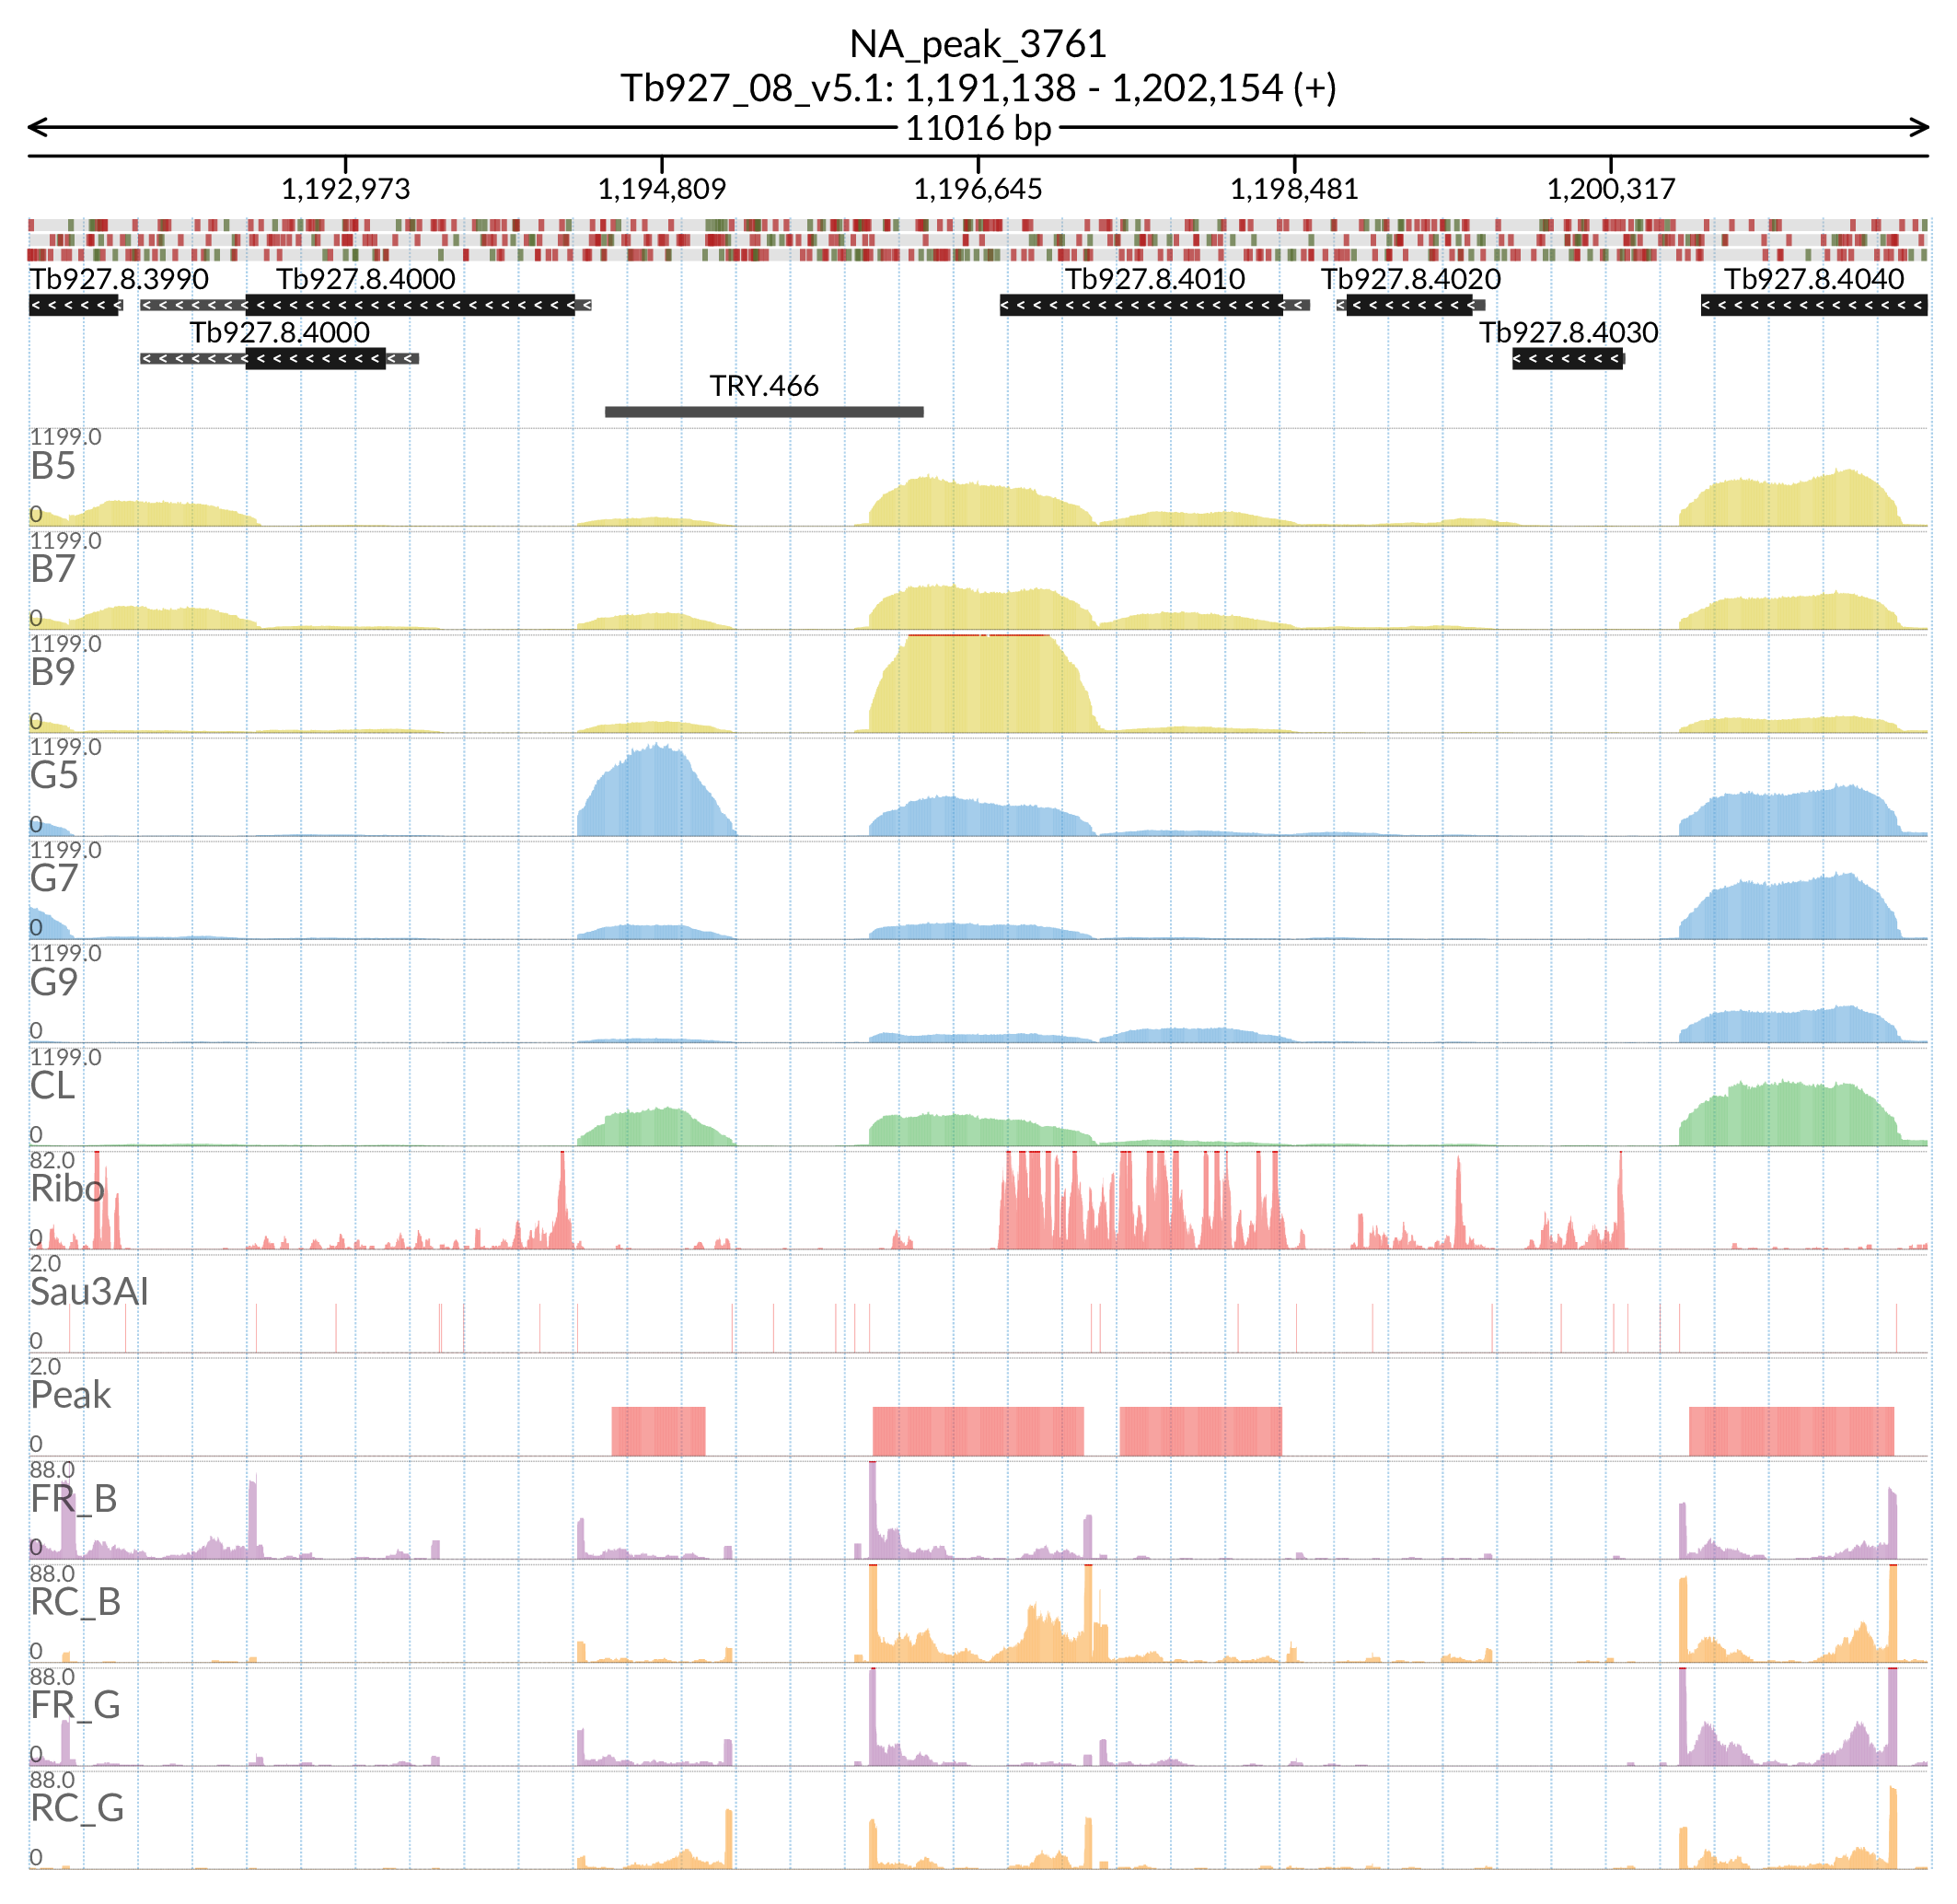 NA_peak_3761
Tb927_08_v5.1: 1,191,138 - 1,202,154 (+)
11016 bp
1,192,973 1,194,809 1,196,645 1,198,481 1,200,317
Tb927.8.3990 Tb927.8.4000 Tb927.8.4010 Tb927.8.4020 Tb927.8.4040
Tb927.8.4000 Tb927.8.4030
TRY.466
1199.0
B5
0
1199.0
B7
0
1199.0
B9
0
1199.0
G5
0
1199.0
G7
0
1199.0
G9
0
1199.0
CL
0
82.0
Ribo
0
2.0
Sau3AI
0
2.0
Peak
0
88.0
FR_B
0
88.0
RC_B
0
88.0
FR_G
0
88.0
RC_G
0